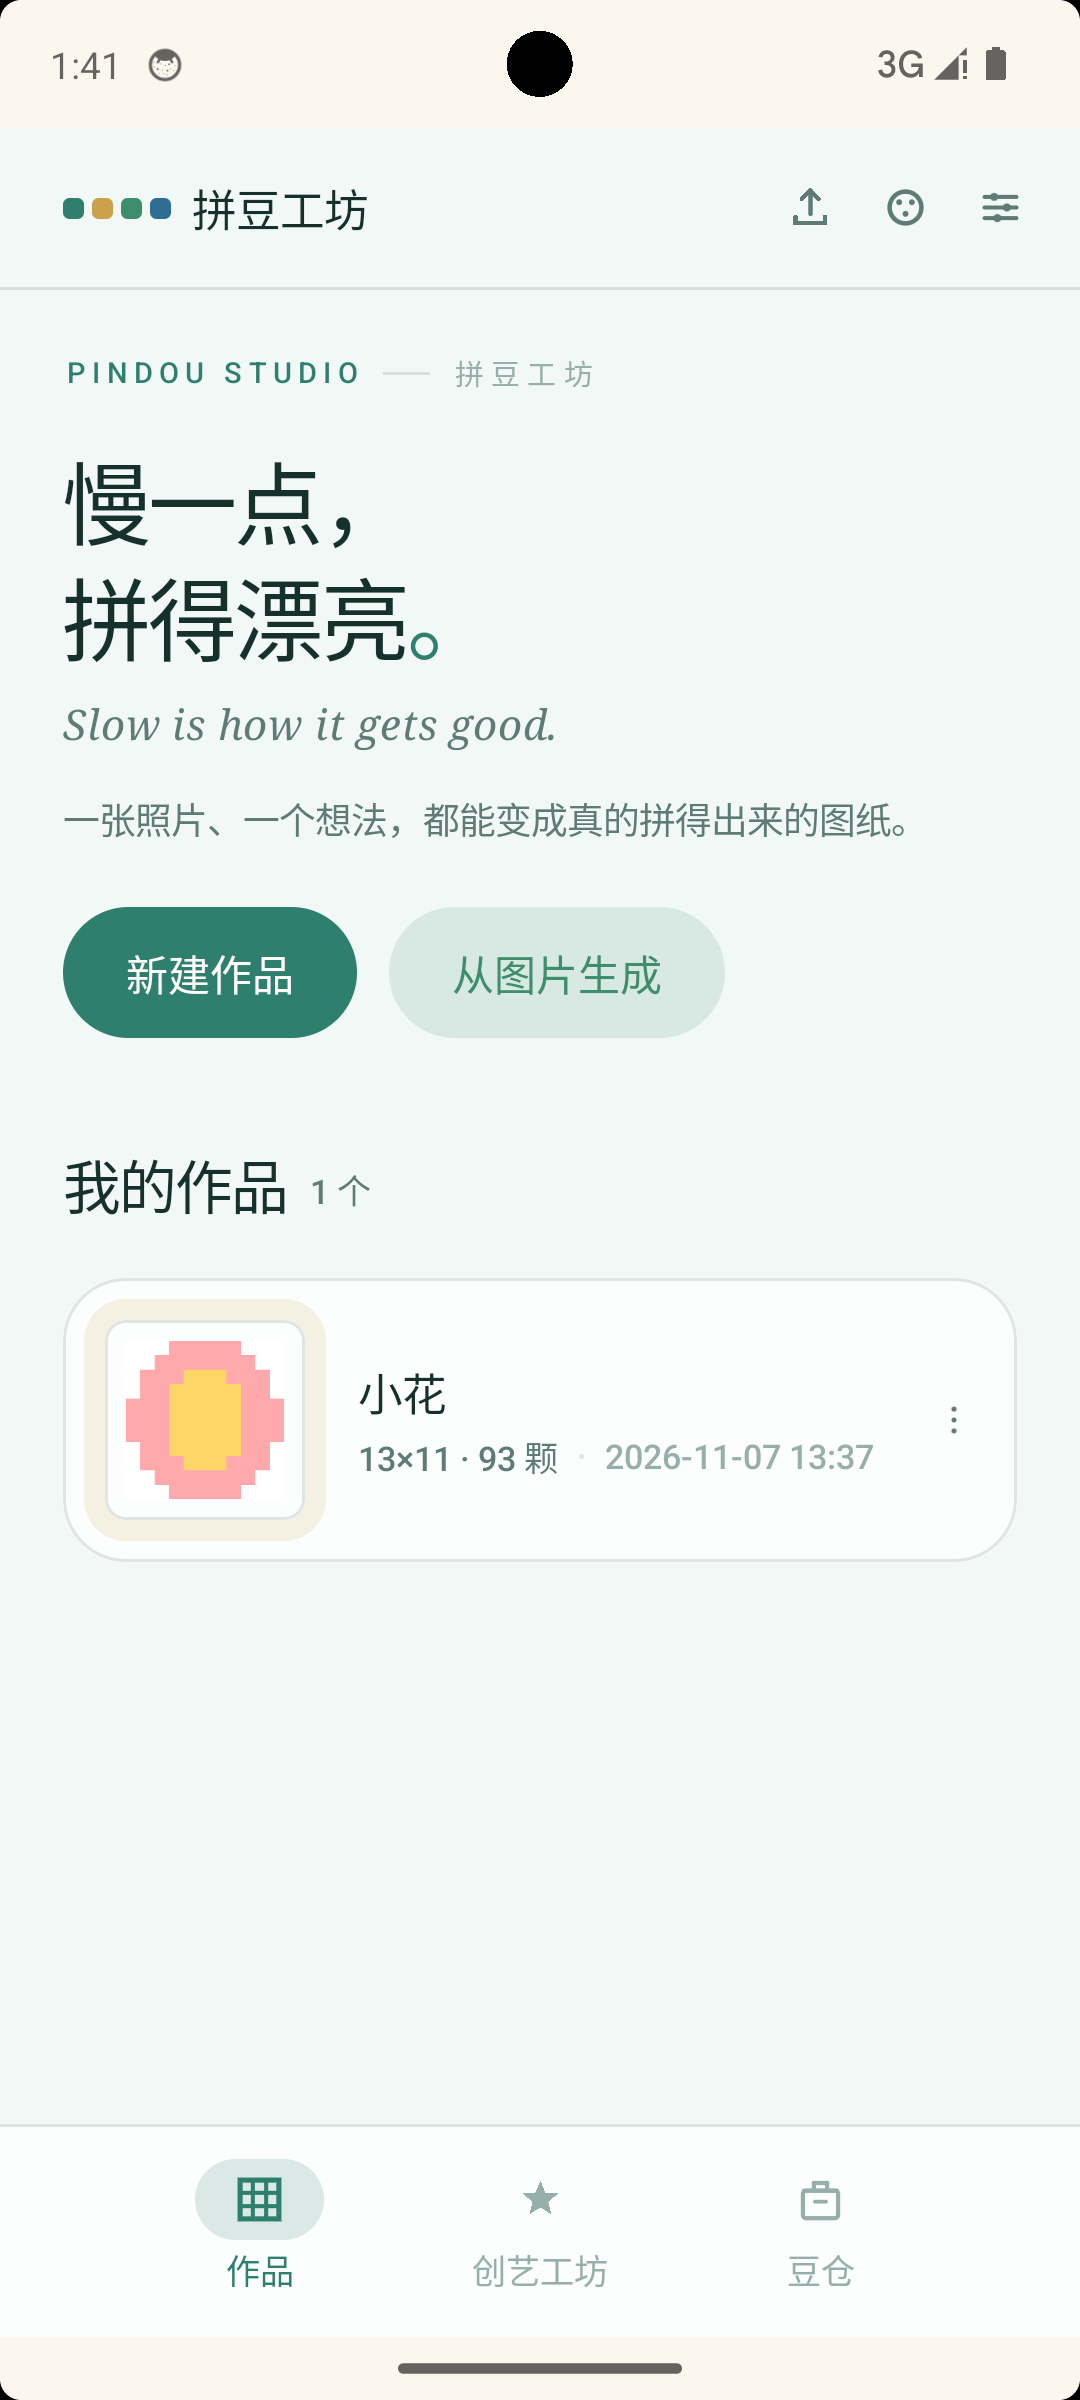 1:41
3G
拼豆工坊
PINDOU STUDIO — 拼豆工坊
慢一点，
拼得漂亮。
Slow is how it gets good.
一张照片、一个想法，都能变成真的拼得出来的图纸。
新建作品
从图片生成
我的作品 1 个
小花
13×11 · 93 颗 · 2026-11-07 13:37
作品
创艺工坊
豆仓